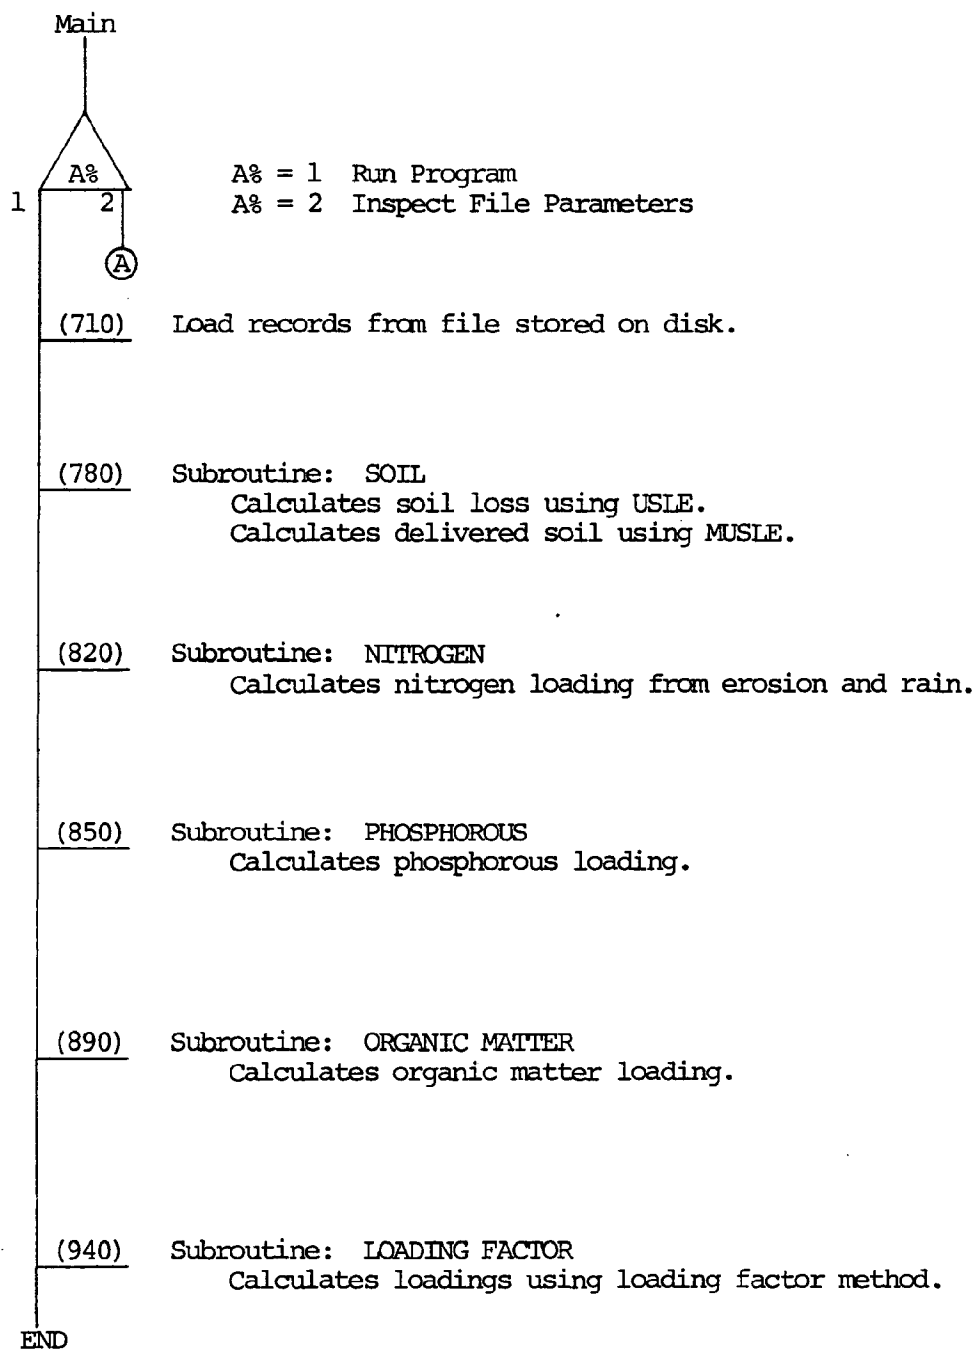 Main
A%
A% = 1 Run Program
1 2 A% = 2 Inspect File Parameters
A
(710) Load records from file stored on disk.
(780) Subroutine: SOIL
Calculates soil loss using USLE.
Calculates delivered soil using MUSLE.
(820) Subroutine: NITROGEN
Calculates nitrogen loading from erosion and rain.
(850) Subroutine: PHOSPHOROUS
Calculates phosphorous loading.
(890) Subroutine: ORGANIC MATTER
Calculates organic matter loading.
(940) Subroutine: LOADING FACTOR
Calculates loadings using loading factor method.
END